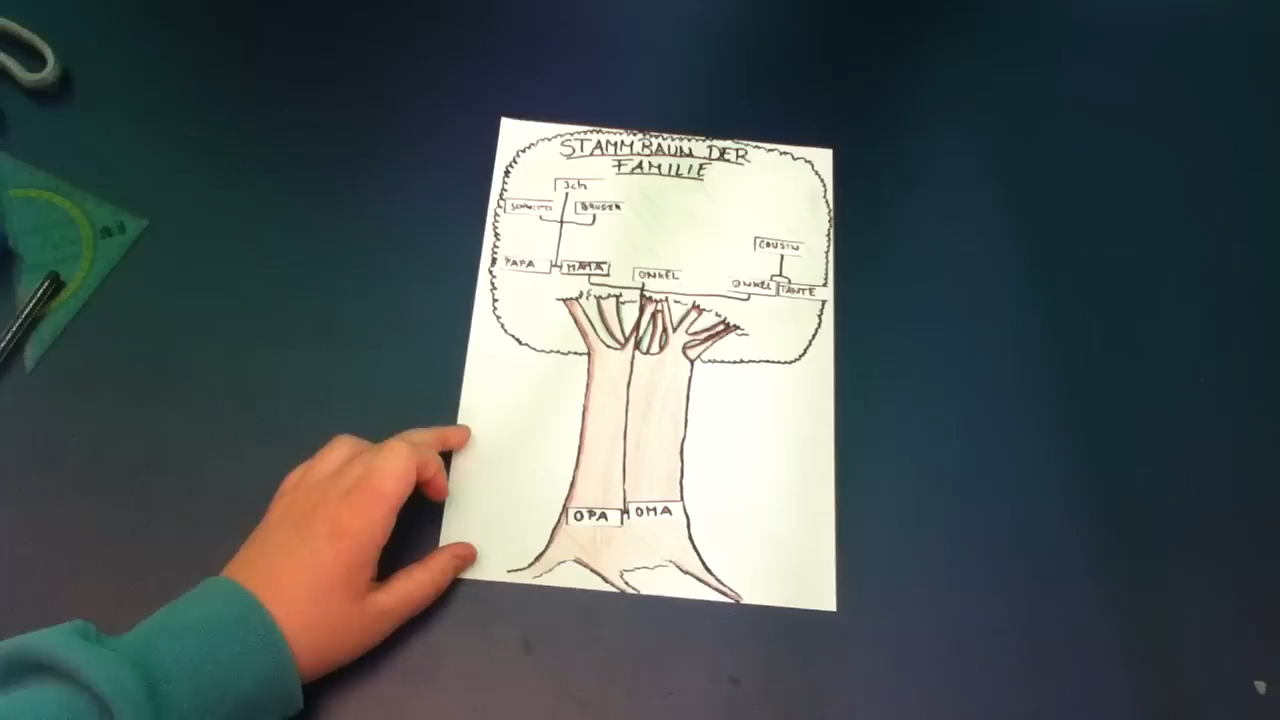 STAMMBAUM DER
FAMILIE
Ich
SCHWESTER
BRUDER
COUSIN
PAPA
MAMA
ONKEL
ONKEL
TANTE
OPA
OMA